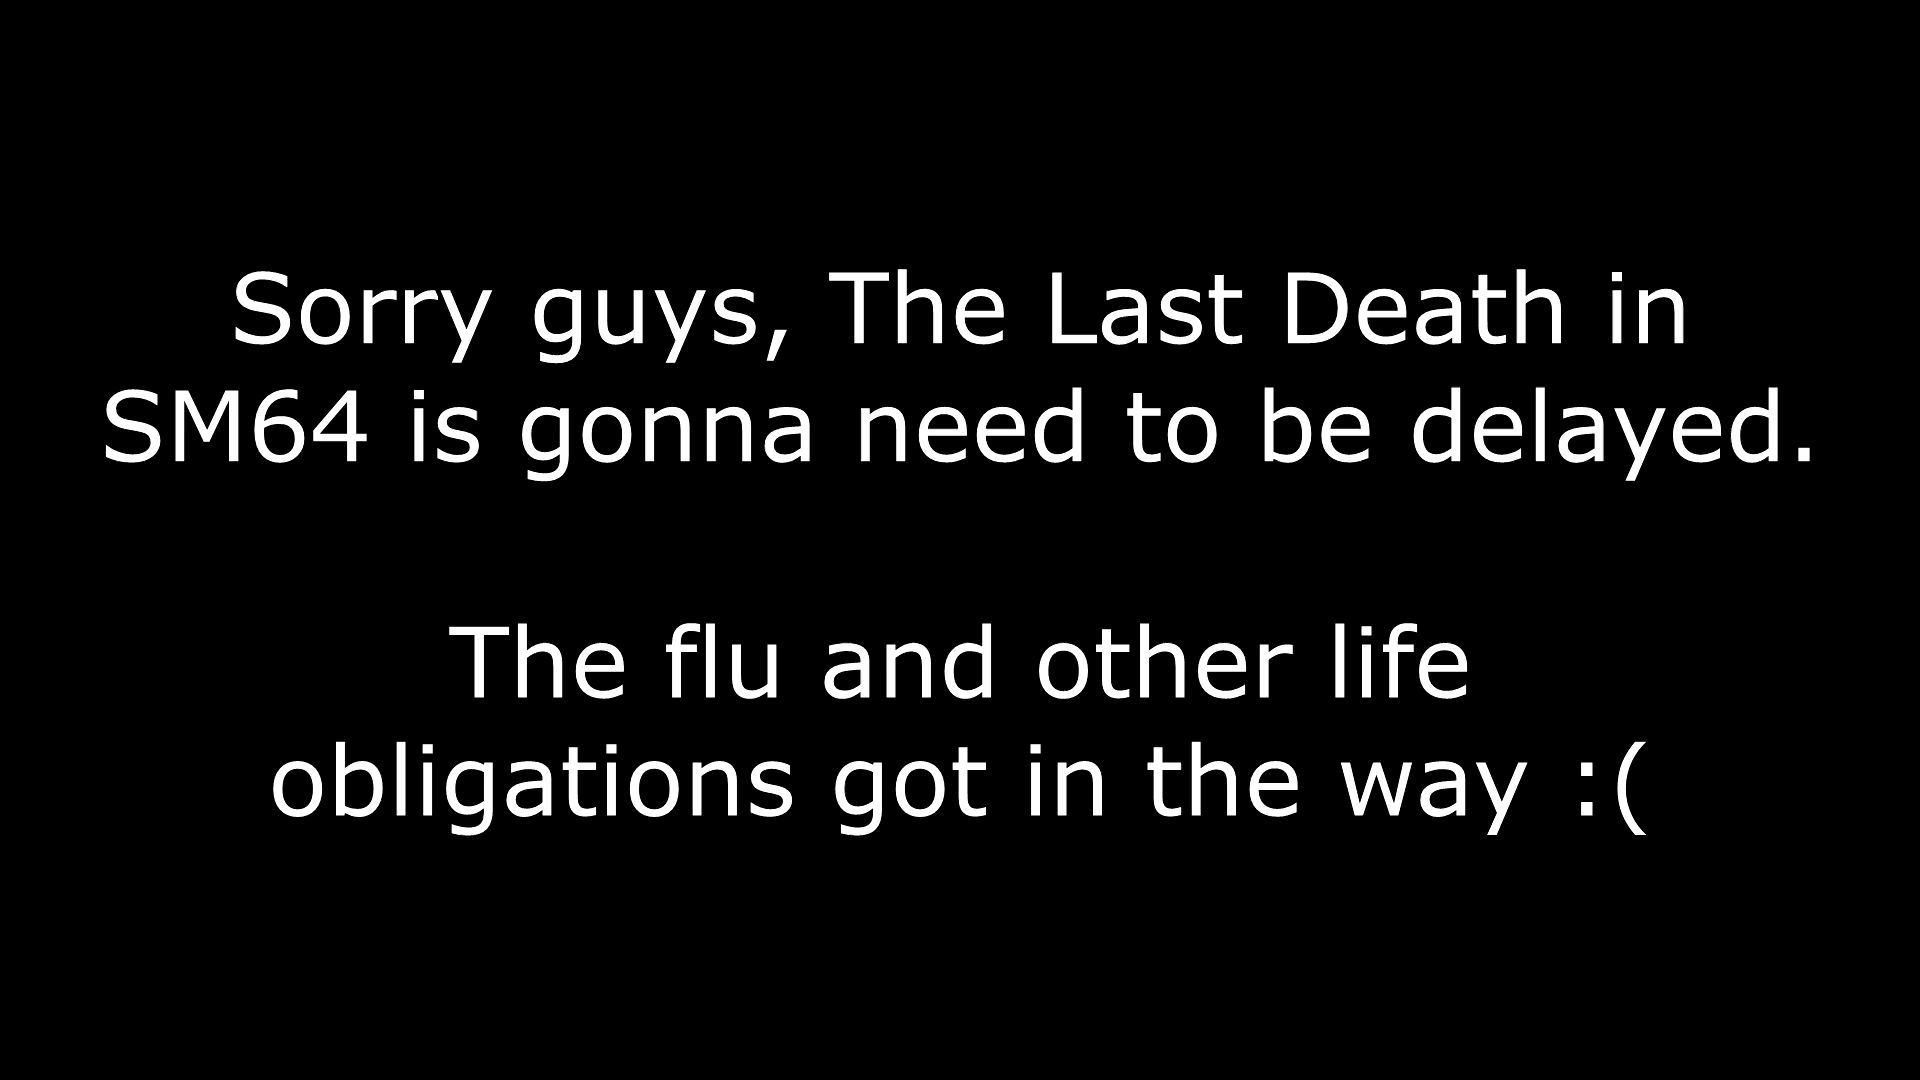 Sorry guys, The Last Death in
SM64 is gonna need to be delayed.
The flu and other life
obligations got in the way :(